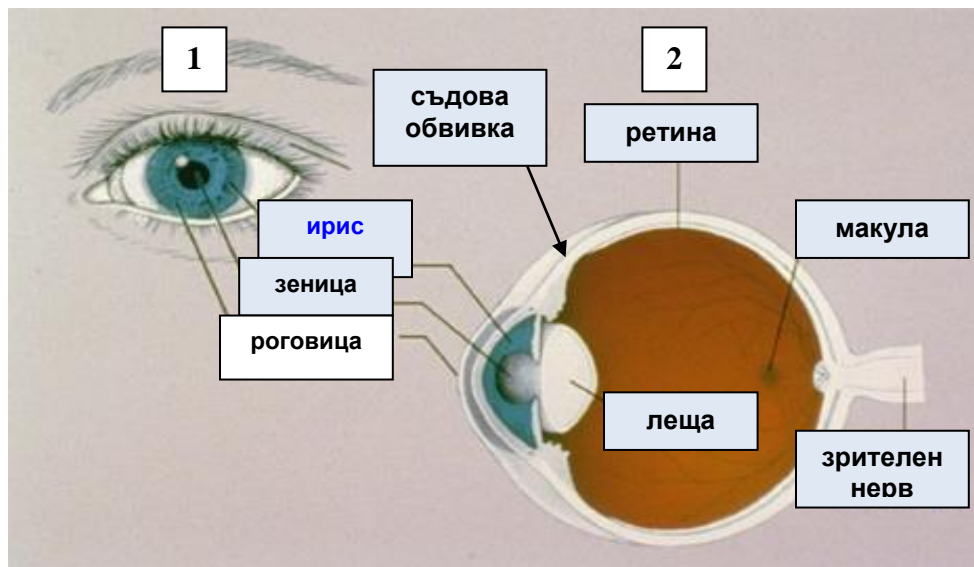 1
2
съдова
обвивка
ретина
ирис
макула
зеница
роговица
леща
зрителен
нерв